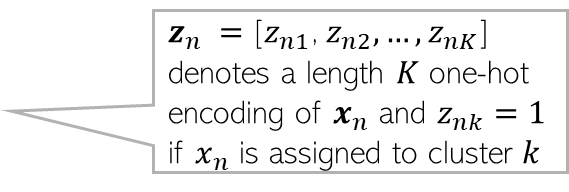 𝒛ₙ = [zₙ₁, zₙ₂, …, zₙK]
denotes a length K one-hot
encoding of 𝒙ₙ and zₙₖ = 1
if xₙ is assigned to cluster k